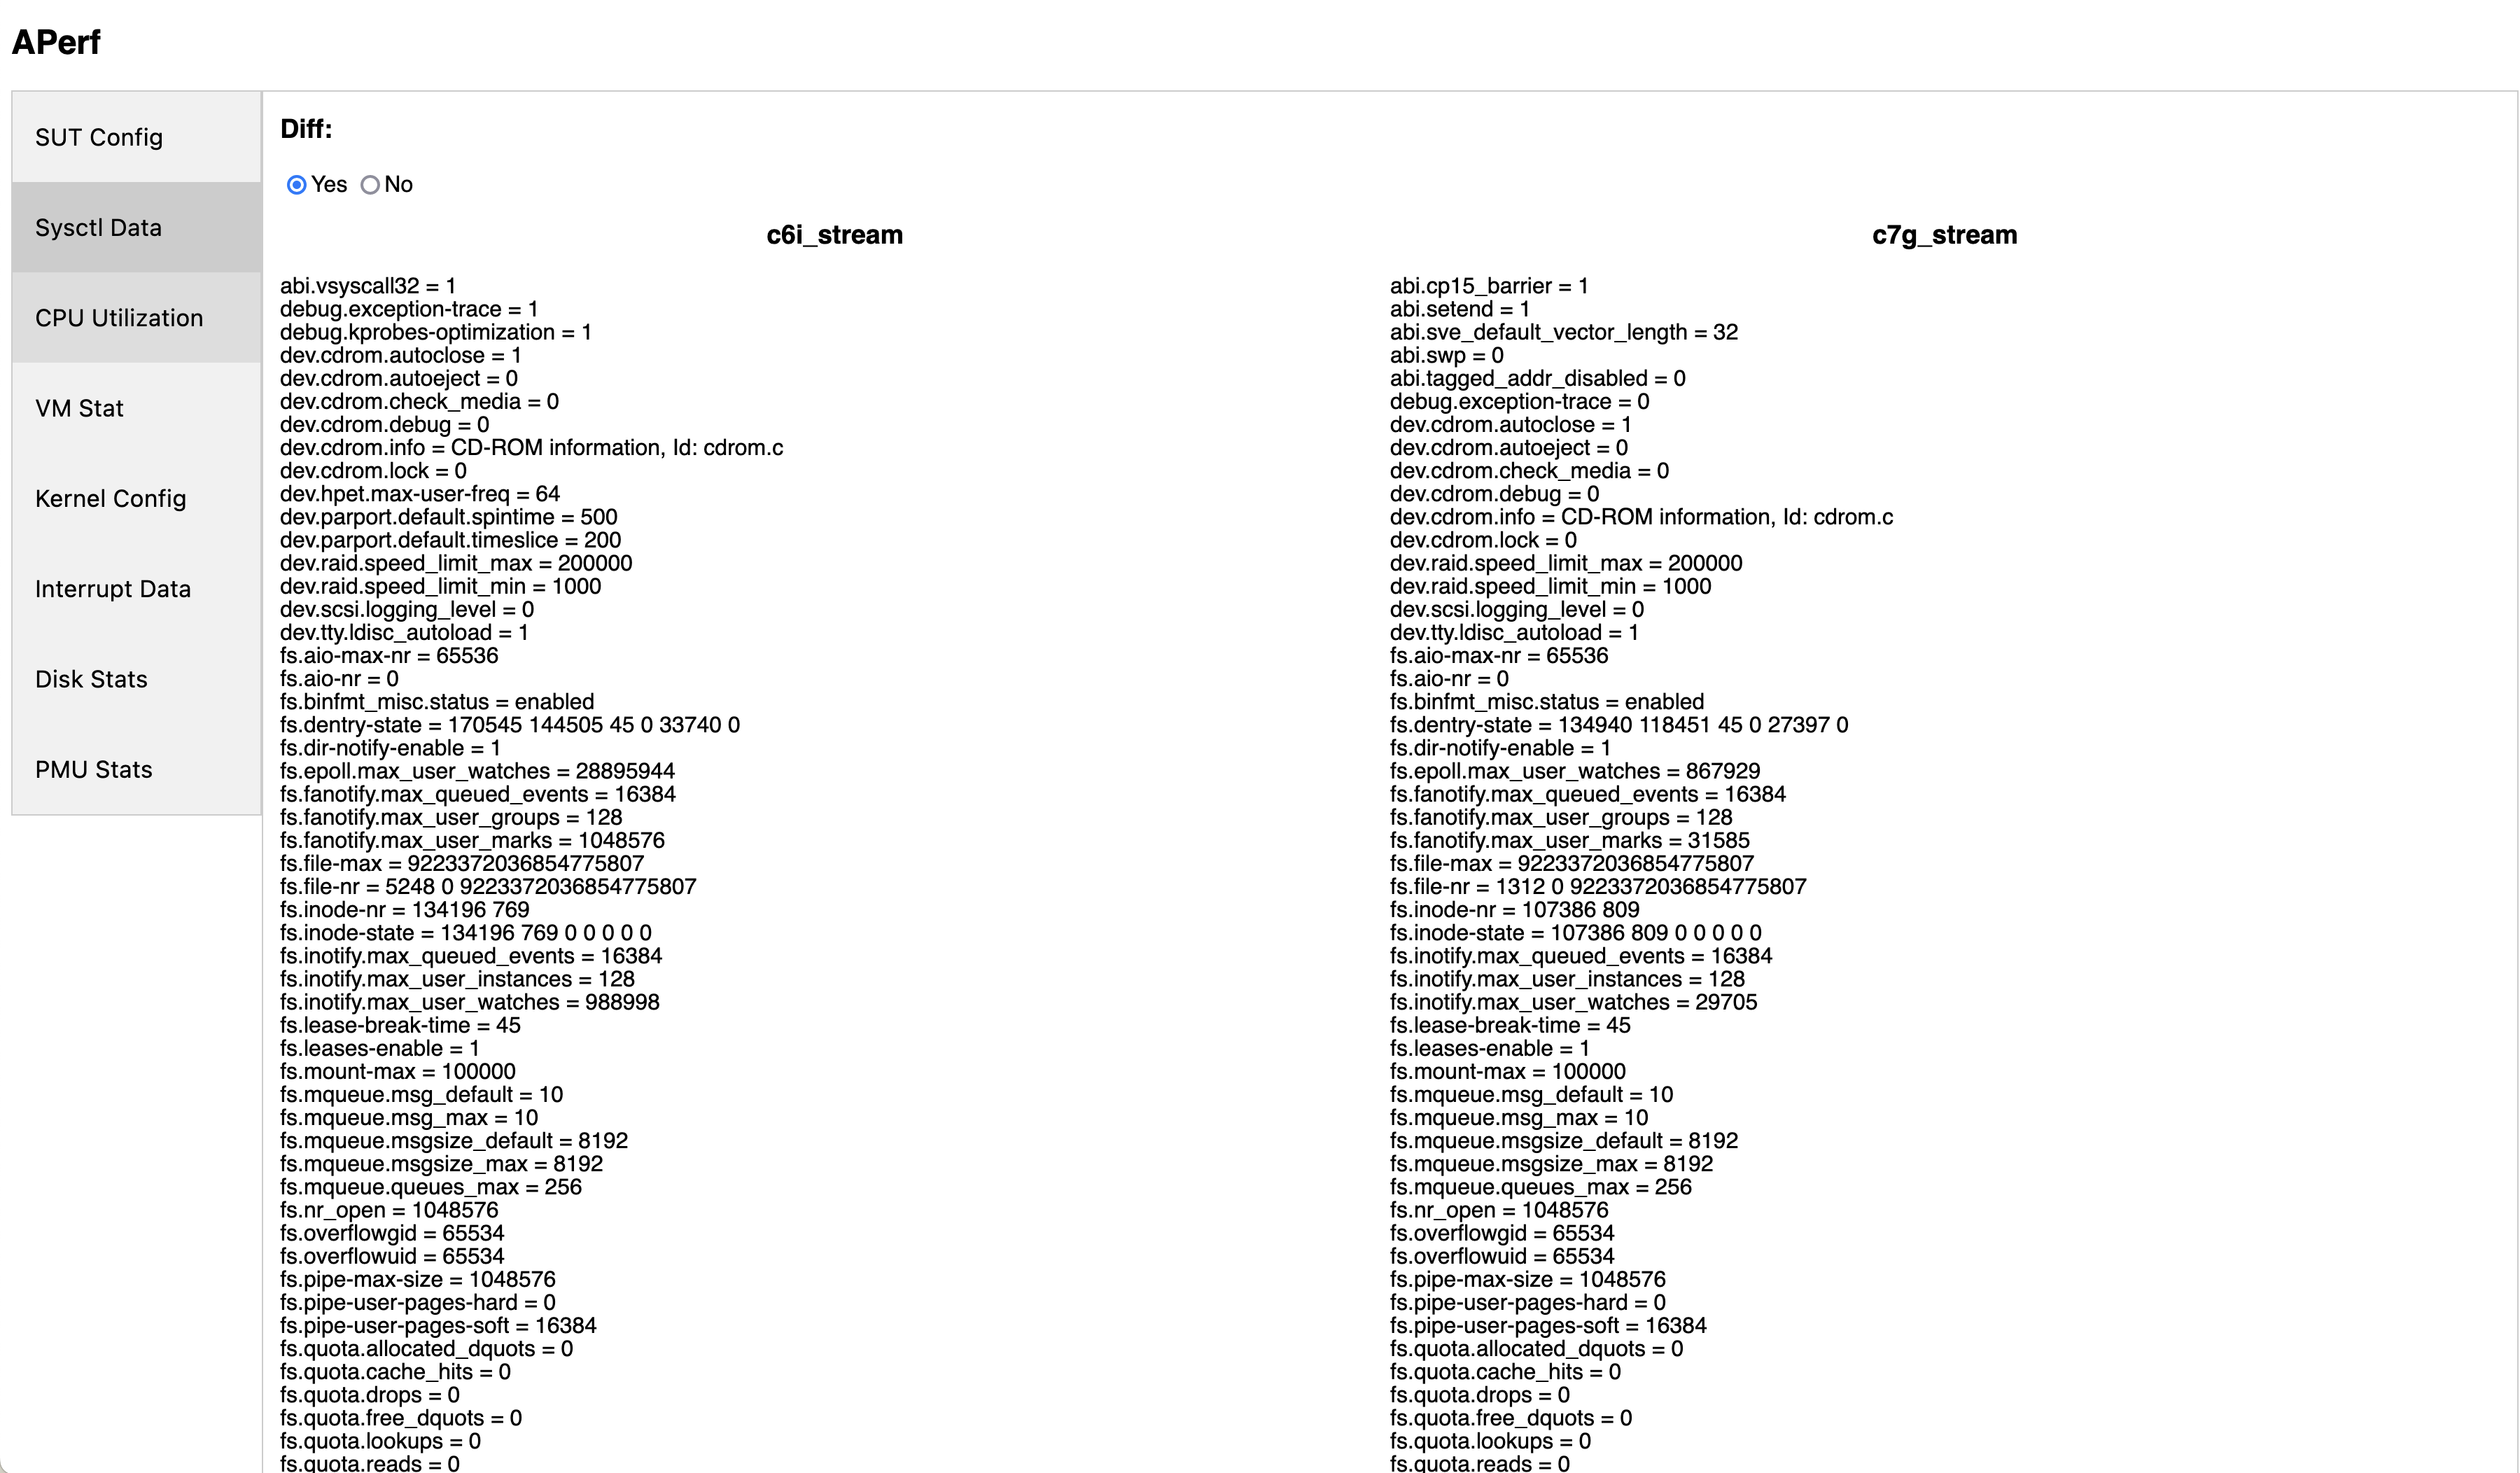 APerf
SUT Config
Sysctl Data
CPU Utilization
VM Stat
Kernel Config
Interrupt Data
Disk Stats
PMU Stats
Diff:
Yes No
c6i_stream
abi.vsyscall32 = 1
debug.exception-trace = 1
debug.kprobes-optimization = 1
dev.cdrom.autoclose = 1
dev.cdrom.autoeject = 0
dev.cdrom.check_media = 0
dev.cdrom.debug = 0
dev.cdrom.info = CD-ROM information, Id: cdrom.c
dev.cdrom.lock = 0
dev.hpet.max-user-freq = 64
dev.parport.default.spintime = 500
dev.parport.default.timeslice = 200
dev.raid.speed_limit_max = 200000
dev.raid.speed_limit_min = 1000
dev.scsi.logging_level = 0
dev.tty.ldisc_autoload = 1
fs.aio-max-nr = 65536
fs.aio-nr = 0
fs.binfmt_misc.status = enabled
fs.dentry-state = 170545 144505 45 0 33740 0
fs.dir-notify-enable = 1
fs.epoll.max_user_watches = 28895944
fs.fanotify.max_queued_events = 16384
fs.fanotify.max_user_groups = 128
fs.fanotify.max_user_marks = 1048576
fs.file-max = 9223372036854775807
fs.file-nr = 5248 0 9223372036854775807
fs.inode-nr = 134196 769
fs.inode-state = 134196 769 0 0 0 0 0
fs.inotify.max_queued_events = 16384
fs.inotify.max_user_instances = 128
fs.inotify.max_user_watches = 988998
fs.lease-break-time = 45
fs.leases-enable = 1
fs.mount-max = 100000
fs.mqueue.msg_default = 10
fs.mqueue.msg_max = 10
fs.mqueue.msgsize_default = 8192
fs.mqueue.msgsize_max = 8192
fs.mqueue.queues_max = 256
fs.nr_open = 1048576
fs.overflowgid = 65534
fs.overflowuid = 65534
fs.pipe-max-size = 1048576
fs.pipe-user-pages-hard = 0
fs.pipe-user-pages-soft = 16384
fs.quota.allocated_dquots = 0
fs.quota.cache_hits = 0
fs.quota.drops = 0
fs.quota.free_dquots = 0
fs.quota.lookups = 0
fs.quota.reads = 0
c7g_stream
abi.cp15_barrier = 1
abi.setend = 1
abi.sve_default_vector_length = 32
abi.swp = 0
abi.tagged_addr_disabled = 0
debug.exception-trace = 0
dev.cdrom.autoclose = 1
dev.cdrom.autoeject = 0
dev.cdrom.check_media = 0
dev.cdrom.debug = 0
dev.cdrom.info = CD-ROM information, Id: cdrom.c
dev.cdrom.lock = 0
dev.raid.speed_limit_max = 200000
dev.raid.speed_limit_min = 1000
dev.scsi.logging_level = 0
dev.tty.ldisc_autoload = 1
fs.aio-max-nr = 65536
fs.aio-nr = 0
fs.binfmt_misc.status = enabled
fs.dentry-state = 134940 118451 45 0 27397 0
fs.dir-notify-enable = 1
fs.epoll.max_user_watches = 867929
fs.fanotify.max_queued_events = 16384
fs.fanotify.max_user_groups = 128
fs.fanotify.max_user_marks = 31585
fs.file-max = 9223372036854775807
fs.file-nr = 1312 0 9223372036854775807
fs.inode-nr = 107386 809
fs.inode-state = 107386 809 0 0 0 0 0
fs.inotify.max_queued_events = 16384
fs.inotify.max_user_instances = 128
fs.inotify.max_user_watches = 29705
fs.lease-break-time = 45
fs.leases-enable = 1
fs.mount-max = 100000
fs.mqueue.msg_default = 10
fs.mqueue.msg_max = 10
fs.mqueue.msgsize_default = 8192
fs.mqueue.msgsize_max = 8192
fs.mqueue.queues_max = 256
fs.nr_open = 1048576
fs.overflowgid = 65534
fs.overflowuid = 65534
fs.pipe-max-size = 1048576
fs.pipe-user-pages-hard = 0
fs.pipe-user-pages-soft = 16384
fs.quota.allocated_dquots = 0
fs.quota.cache_hits = 0
fs.quota.drops = 0
fs.quota.free_dquots = 0
fs.quota.lookups = 0
fs.quota.reads = 0